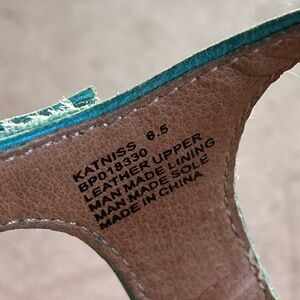 KATNISS 6.5
BP018330
LEATHER UPPER
MAN MADE LINING
MAN MADE SOLE
MADE IN CHINA